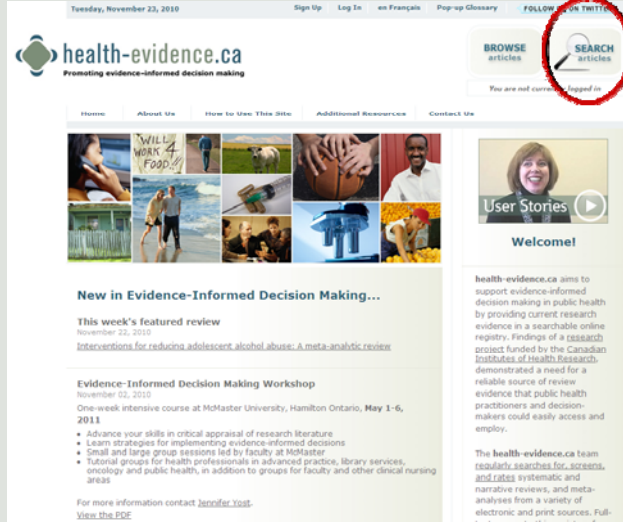 Tuesday, November 23, 2010
Sign Up Log In en Français Pop-up Glossary FOLLOW ON TWITTER
health-evidence.ca
Promoting evidence-informed decision making
BROWSE articles
SEARCH articles
You are not currently logged in
Home About Us How to Use This Site Additional Resources Contact Us
WILL
WORK 4
FOOD!!
User Stories
Welcome!
New in Evidence-Informed Decision Making...
This week's featured review
November 22, 2010
Interventions for reducing adolescent alcohol abuse: A meta-analytic review
Evidence-Informed Decision Making Workshop
November 02, 2010
One-week intensive course at McMaster University, Hamilton Ontario, May 1-6,
2011
Advance your skills in critical appraisal of research literature
Learn strategies for implementing evidence-informed decisions
Small and large group sessions led by faculty at McMaster
Tutorial groups for health professionals in advanced practice, library services,
oncology and public health, in addition to groups for faculty and other clinical nursing
areas
For more information contact Jennifer Yost.
View the PDF
health-evidence.ca aims to
support evidence-informed
decision making in public health
by providing current research
evidence in a searchable online
registry. Findings of a research
project funded by the Canadian
Institutes of Health Research,
demonstrated a need for a
reliable source of review
evidence that public health
practitioners and decision-
makers could easily access and
employ.
The health-evidence.ca team
regularly searches for, screens,
and rates systematic and
narrative reviews, and meta-
analyses from a variety of
electronic and print sources. Full-